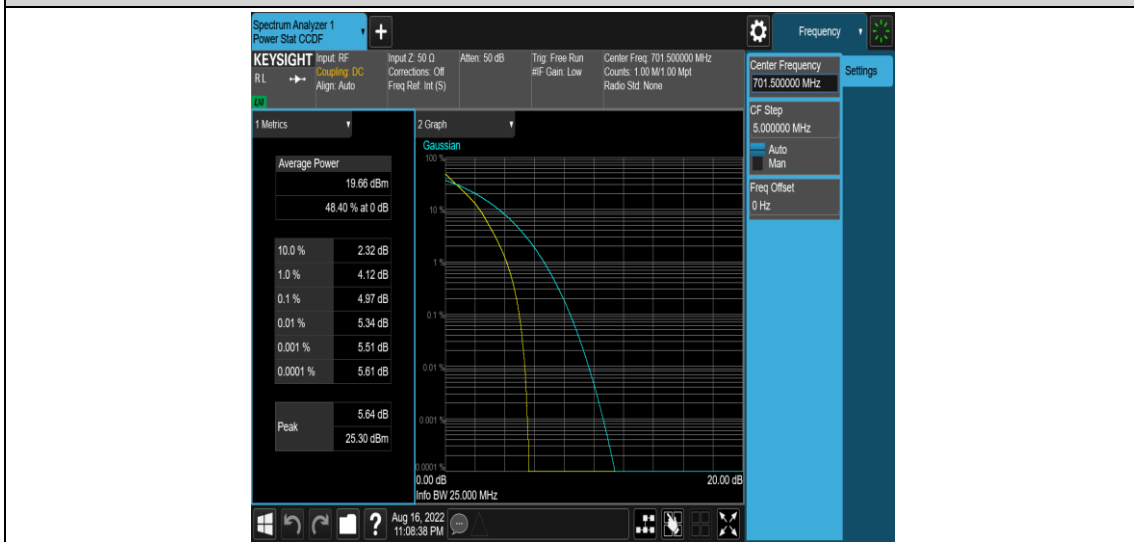 Spectrum Analyzer 1
Power Stat CCDF
+
Frequency
KEYSIGHT
RL
LXI
Input: RF
Coupling: DC
Align: Auto
Input Z: 50 Ω
Corrections: Off
Freq Ref: Int (S)
Atten: 50 dB
Trig: Free Run
#IF Gain: Low
Center Freq: 701.500000 MHz
Counts: 1.00 M/1.00 Mpt
Radio Std: None
Center Frequency
701.500000 MHz
Settings
CF Step
5.000000 MHz
Auto
Man
Freq Offset
0 Hz
1 Metrics
Average Power
19.66 dBm
48.40 % at 0 dB
10.0 % 2.32 dB
1.0 % 4.12 dB
0.1 % 4.97 dB
0.01 % 5.34 dB
0.001 % 5.51 dB
0.0001 % 5.61 dB
Peak
5.64 dB
25.30 dBm
2 Graph
Gaussian
100 %
10 %
1 %
0.1 %
0.01 %
0.001 %
0.0001 %
0.00 dB 20.00 dB
Info BW 25.000 MHz
?
Aug 16, 2022
11:08:38 PM